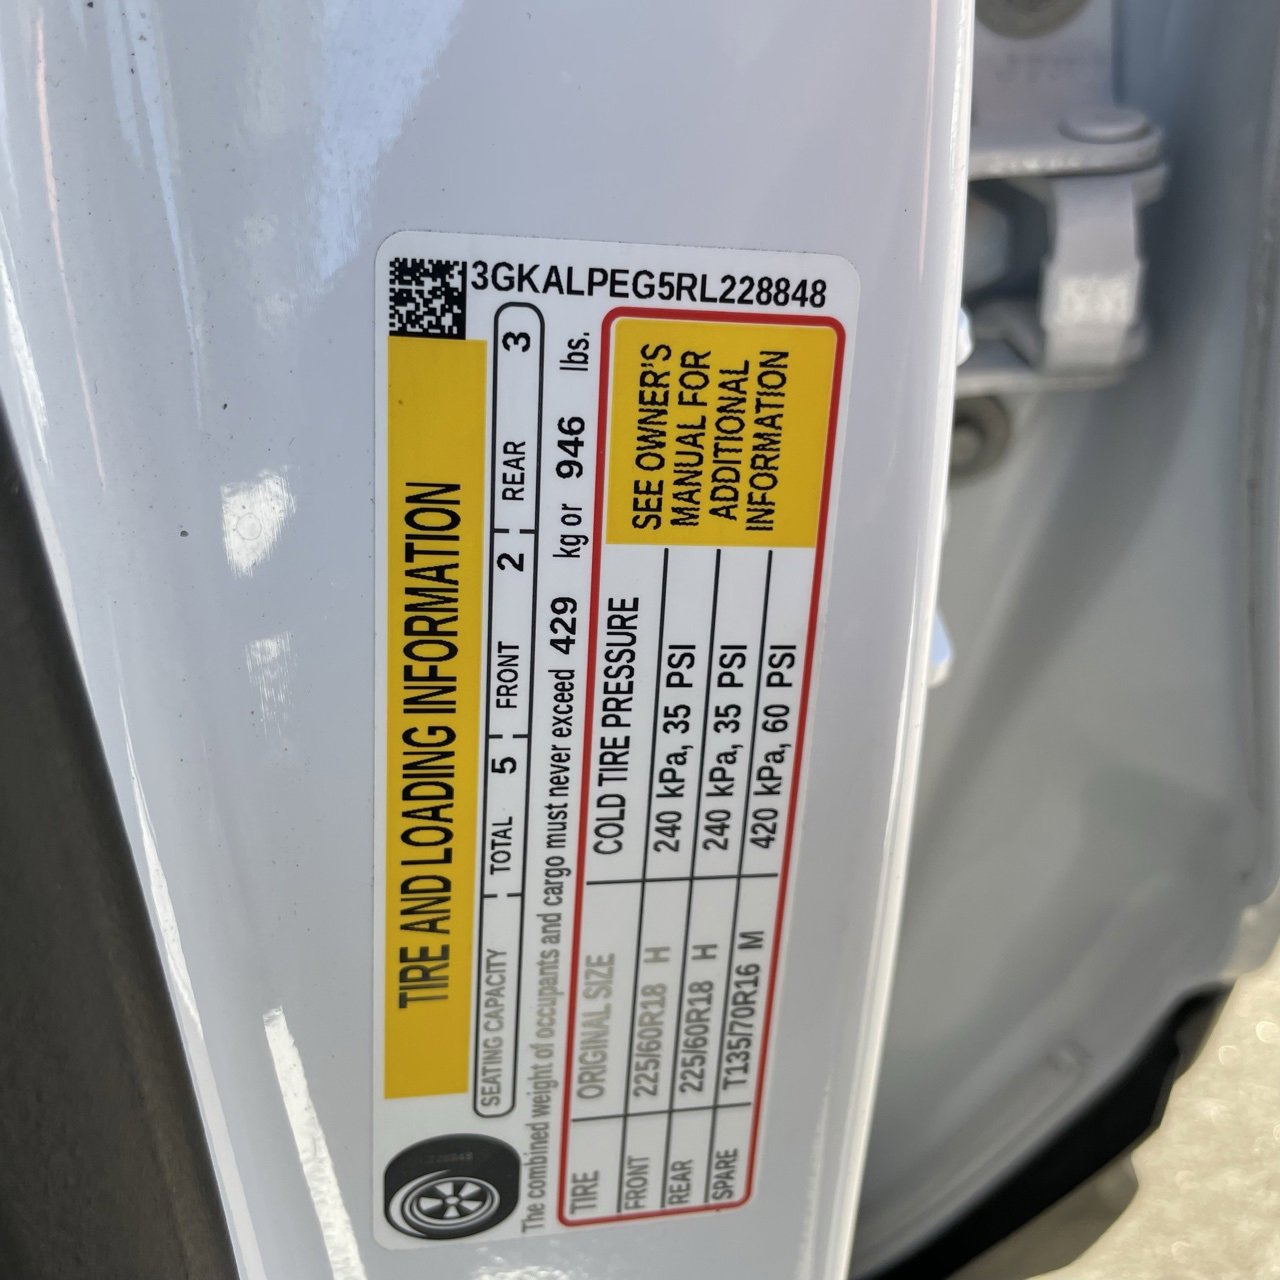 3GKALPEG5RL228848
TIRE AND LOADING INFORMATION
SEATING CAPACITY TOTAL 5 FRONT 2 REAR 3
The combined weight of occupants and cargo must never exceed 429 kg or 946 lbs.
TIRE ORIGINAL SIZE COLD TIRE PRESSURE
FRONT 225/60R18 H 240 kPa, 35 PSI
REAR 225/60R18 H 240 kPa, 35 PSI
SPARE T135/70R16 M 420 kPa, 60 PSI
SEE OWNER'S
MANUAL FOR
ADDITIONAL
INFORMATION